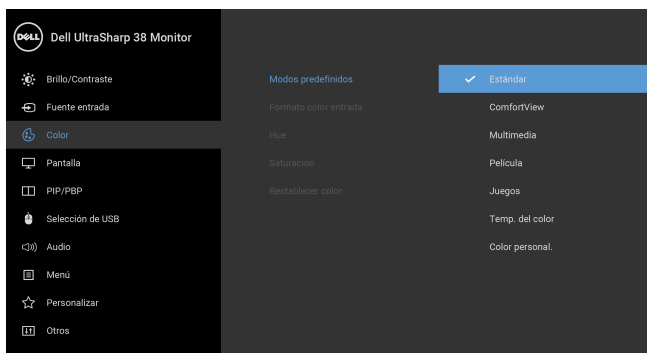 DELL Dell UltraSharp 38 Monitor
Brillo/Contraste
Fuente entrada
Color
Pantalla
PIP/PBP
Selección de USB
Audio
Menú
Personalizar
Otros
Modos predefinidos
Formato color entrada
Hue
Saturación
Restablecer color
Estándar
ComfortView
Multimedia
Película
Juegos
Temp. del color
Color personal.